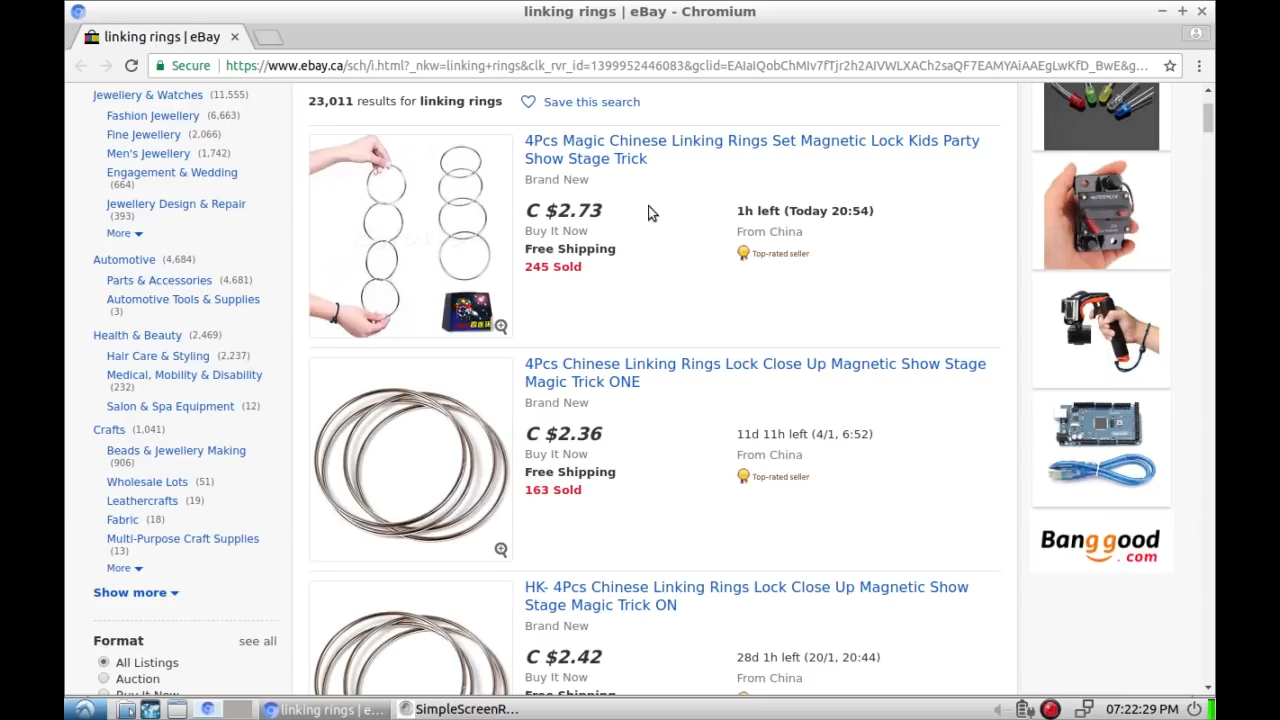 linking rings | eBay - Chromium
linking rings | eBay
Secure https://www.ebay.ca/sch/i.html?_nkw=linking+rings&clk_rvr_id=1399952446083&gclid=EAIaIQobChMIv7fTjr2h2AIVWLXACh2saQF7EAMYAiAAEgLwKfD_BwE&g...
Jewellery & Watches (11,555)
Fashion Jewellery (6,663)
Fine Jewellery (2,066)
Men's Jewellery (1,742)
Engagement & Wedding
(664)
Jewellery Design & Repair
(393)
More
Automotive (4,684)
Parts & Accessories (4,681)
Automotive Tools & Supplies
(3)
Health & Beauty (2,469)
Hair Care & Styling (2,237)
Medical, Mobility & Disability
(232)
Salon & Spa Equipment (12)
Crafts (1,041)
Beads & Jewellery Making
(906)
Wholesale Lots (51)
Leathercrafts (19)
Fabric (18)
Multi-Purpose Craft Supplies
(13)
More
Show more
Format see all
All Listings
Auction
Buy It Now
23,011 results for linking rings
Save this search
4Pcs Magic Chinese Linking Rings Set Magnetic Lock Kids Party
Show Stage Trick
Brand New
C $2.73
Buy It Now
Free Shipping
245 Sold
1h left (Today 20:54)
From China
Top-rated seller
4Pcs Chinese Linking Rings Lock Close Up Magnetic Show Stage
Magic Trick ONE
Brand New
C $2.36
Buy It Now
Free Shipping
163 Sold
11d 11h left (4/1, 6:52)
From China
Top-rated seller
HK- 4Pcs Chinese Linking Rings Lock Close Up Magnetic Show
Stage Magic Trick ON
Brand New
C $2.42
Buy It Now
Free Shipping
28d 1h left (20/1, 20:44)
From China
Banggood
.com
linking rings | e...
SimpleScreenR...
07:22:29 PM